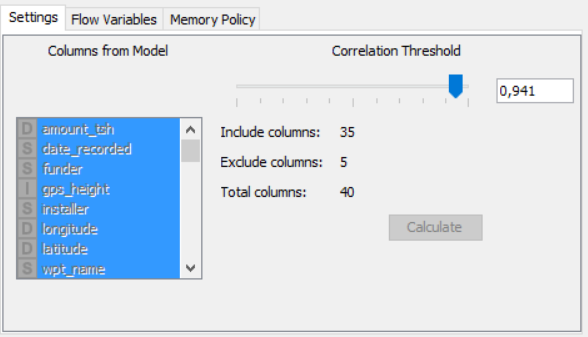 Settings Flow Variables Memory Policy
Columns from Model
Correlation Threshold
0,941
D amount_tsh
S date_recorded
S funder
I gps_height
S installer
D longitude
D latitude
S wpt_name
Include columns: 35
Exclude columns: 5
Total columns: 40
Calculate